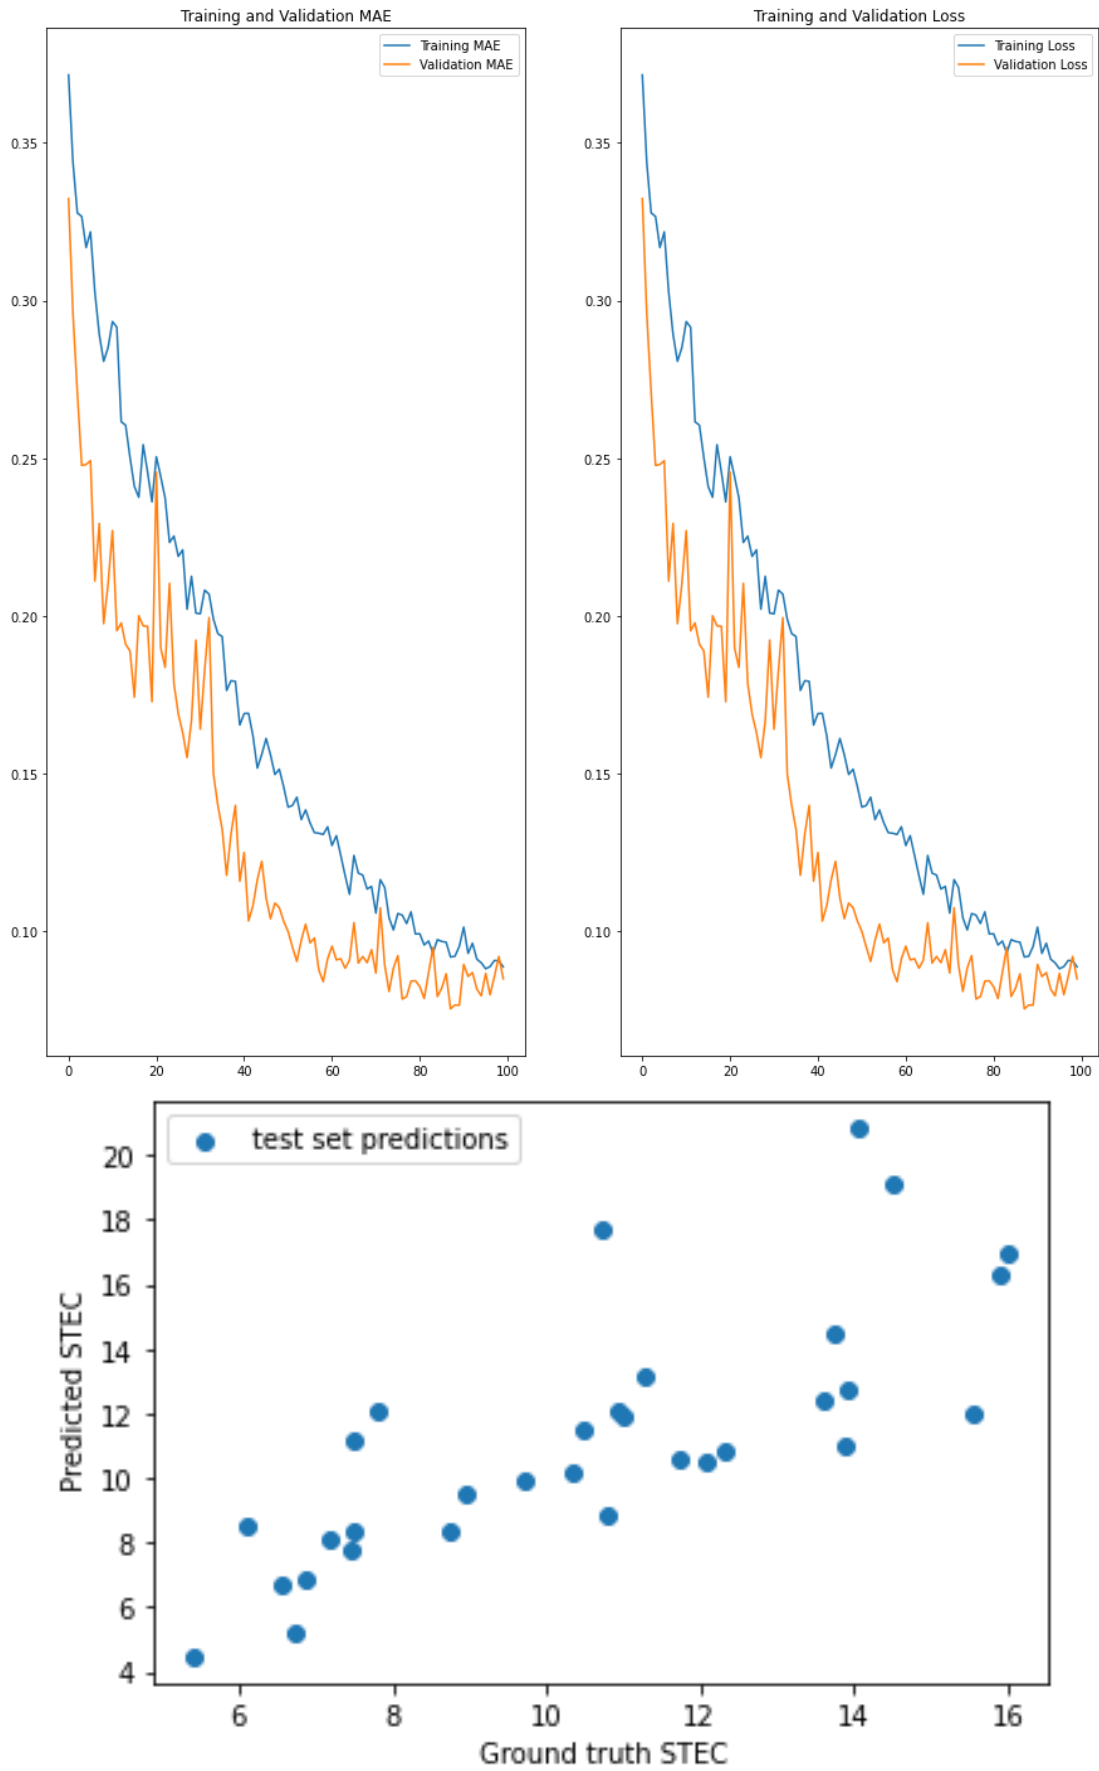 Training and Validation MAE
Training MAE
Validation MAE
0.35
0.30
0.25
0.20
0.15
0.10
0 20 40 60 80 100
Training and Validation Loss
Training Loss
Validation Loss
0.35
0.30
0.25
0.20
0.15
0.10
0 20 40 60 80 100
test set predictions
Predicted STEC
20
18
16
14
12
10
8
6
4
6 8 10 12 14 16
Ground truth STEC